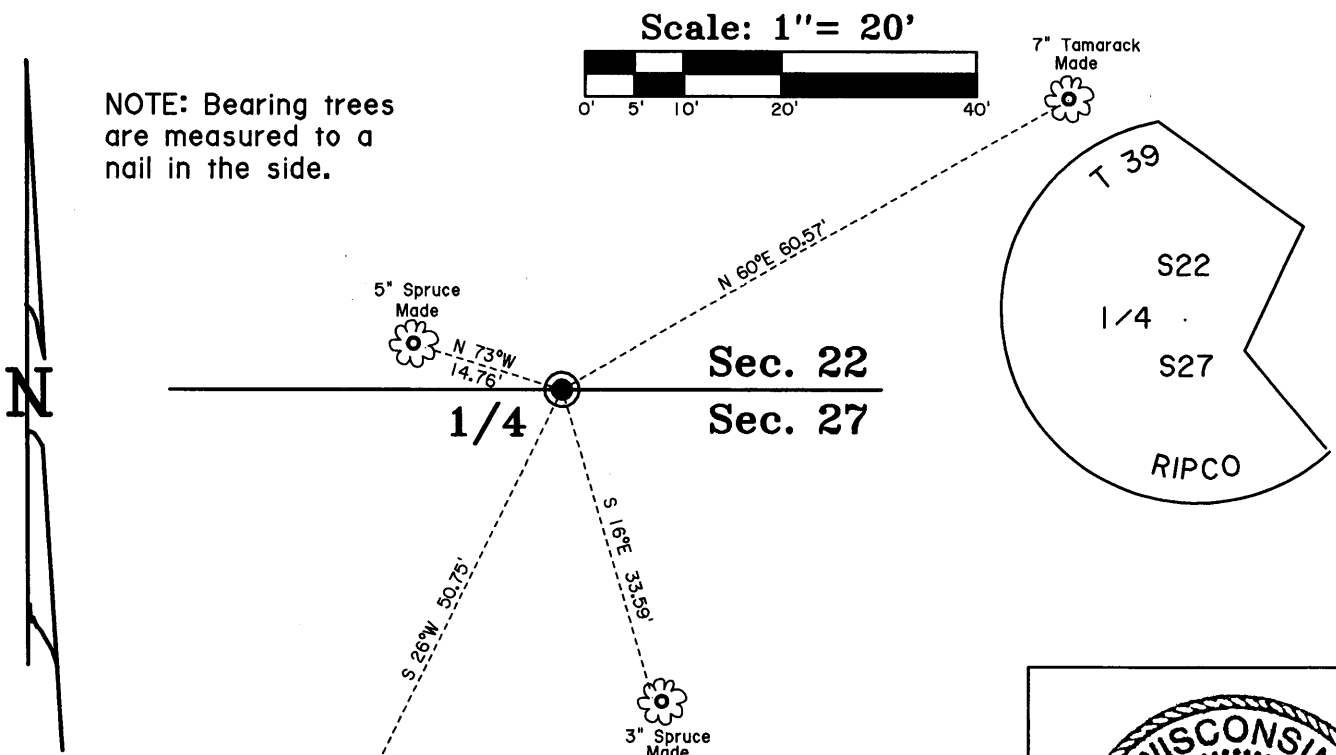 Scale: 1"= 20'
0' 5' 10' 20' 40'
NOTE: Bearing trees
are measured to a
nail in the side.
7" Tamarack
Made
N 60°E 60.57'
T 39
S22
1/4
S27
RIPCO
5" Spruce
Made
N 73°W
14.76'
N
Sec. 22
1/4
Sec. 27
S 26°W 50.75'
S 16°E 33.59'
3" Spruce
Made
WISCONSI